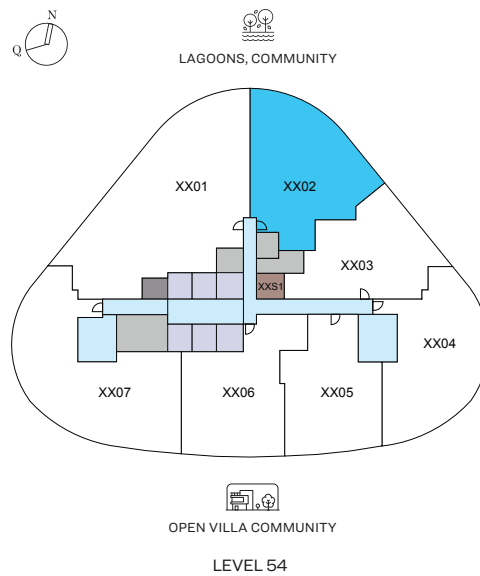 N
Q
LAGOONS, COMMUNITY
XX01
XX02
XX03
XXS1
XX04
XX07
XX06
XX05
OPEN VILLA COMMUNITY
LEVEL 54